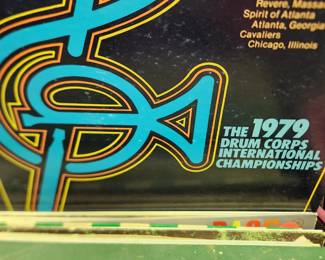 Revere, Massa
Spirit of Atlanta
Atlanta, Georgia
Cavaliers
Chicago, Illinois
THE 1979
DRUM CORPS
INTERNATIONAL
CHAMPIONSHIPS